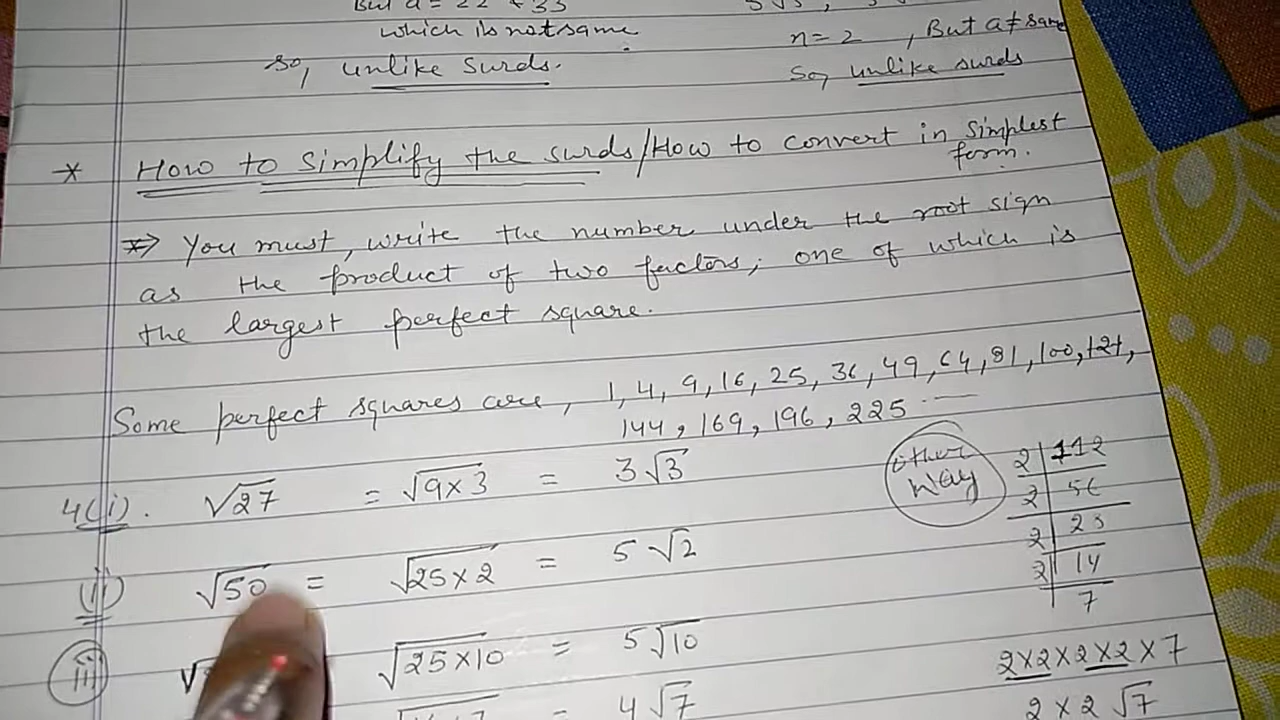 But a = 22 ≠ 33
which is not same.
so, unlike surds.
n = 2 , But a ≠ same
So, unlike surds
* How to simplify the surds/How to convert in simplest
form.
⇒ You must, write the number under the root sign
as the product of two factors, one of which is
the largest perfect square.
Some perfect squares are, 1, 4, 9, 16, 25, 36, 49, 64, 81, 100, 121,
144, 169, 196, 225 ......
4(i). √27 = √9×3 = 3√3
(ii) √50 = √25×2 = 5√2
iii) √25×10 = 5√10
= 4√7
other
way
2 112
2 56
2 28
2 14
7
2×2×2×2×7
2×2√7